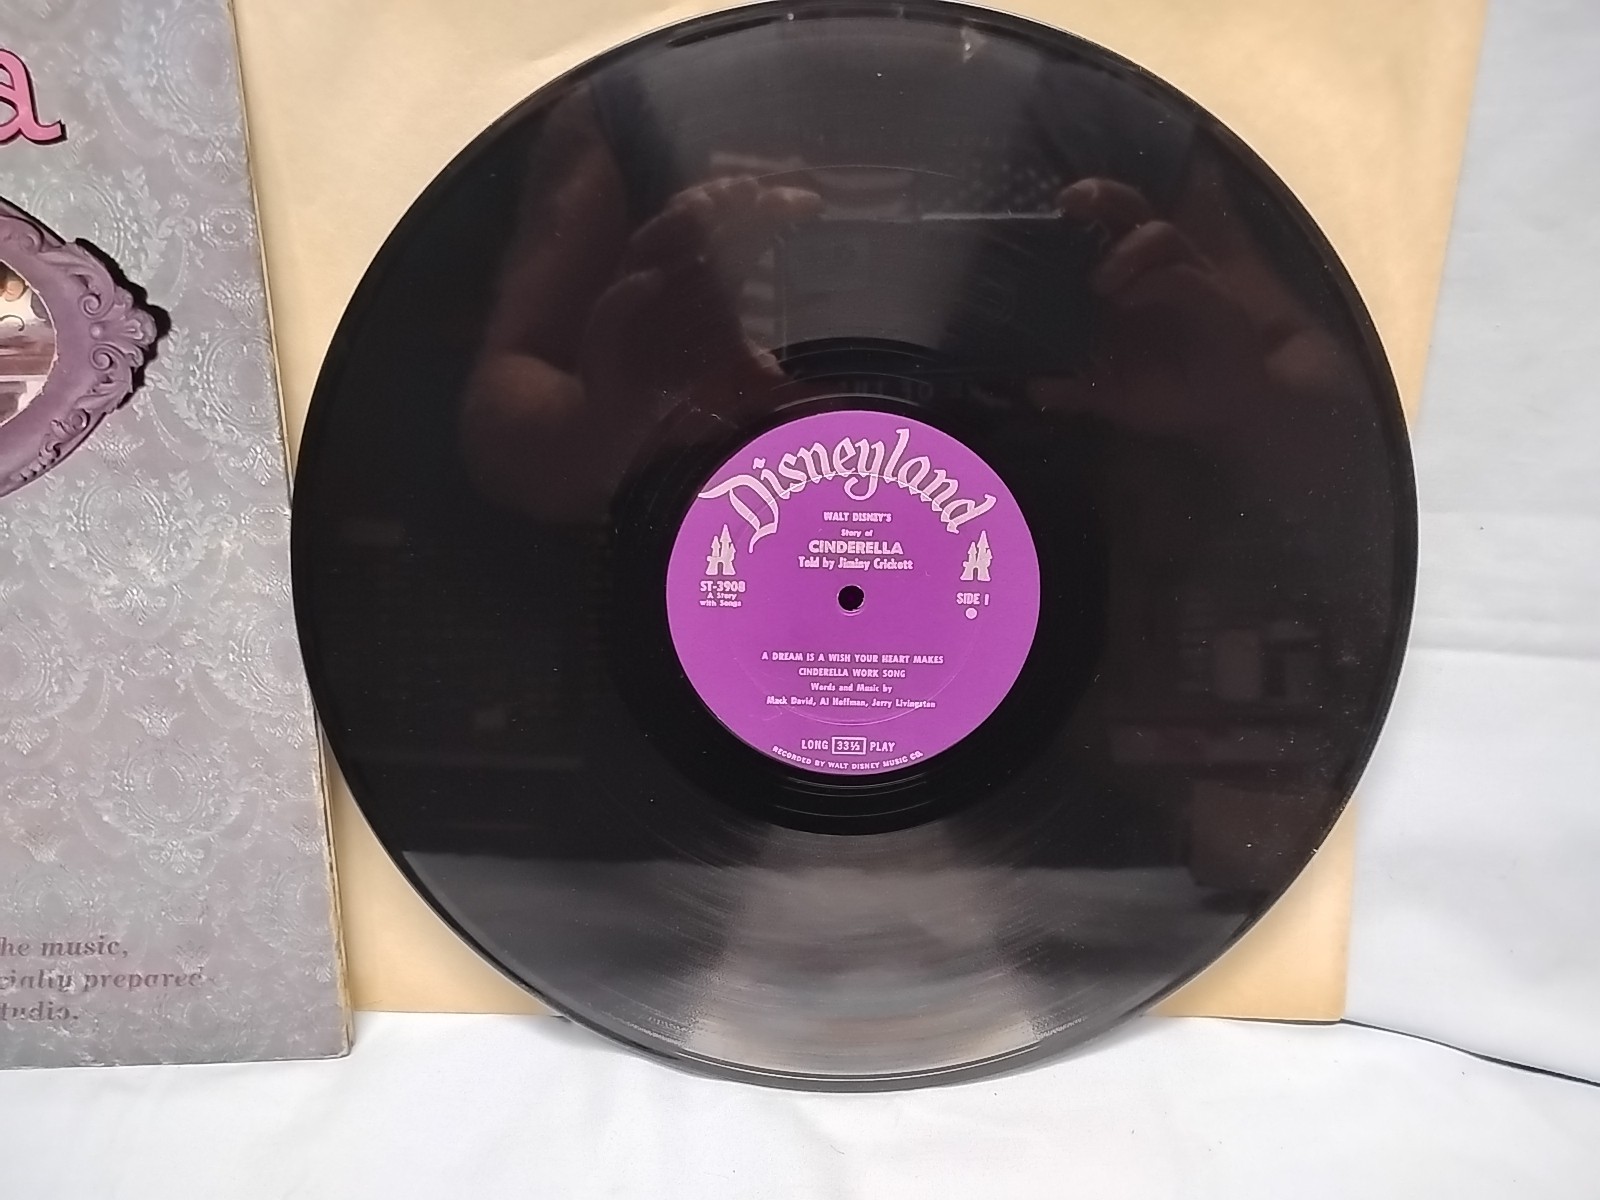 a
he music,
cially prepared
tudio.
Disneyland
WALT DISNEY'S
Story of
CINDERELLA
Told by Jiminy Crickett
ST-3908
A Story
with Songs
SIDE 1
A DREAM IS A WISH YOUR HEART MAKES
CINDERELLA WORK SONG
Words and Music by
Mack David, Al Hoffman, Jerry Livingston
LONG 33⅓ PLAY
RECORDED BY WALT DISNEY MUSIC CO.